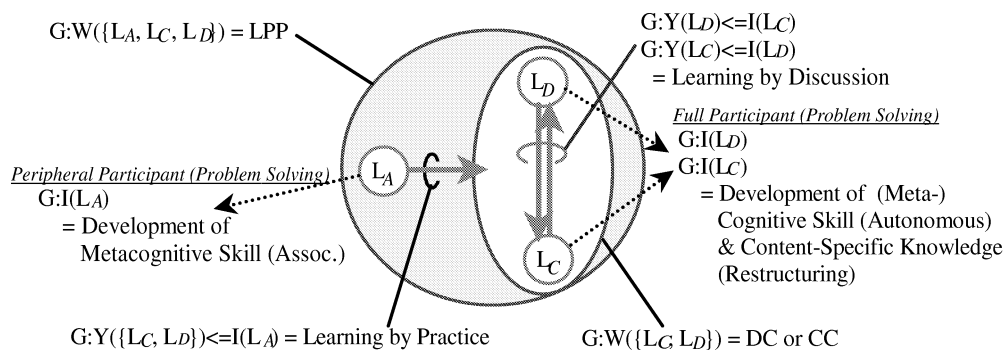 G:W({LA, LC, LD}) = LPP
G:Y(LD)<=I(LC)
G:Y(LC)<=I(LD)
= Learning by Discussion
LD
Full Participant (Problem Solving)
G:I(LD)
G:I(LC)
= Development of (Meta-)
Cognitive Skill (Autonomous)
& Content-Specific Knowledge
(Restructuring)
Peripheral Participant (Problem Solving)
G:I(LA)
= Development of
Metacognitive Skill (Assoc.)
LA
LC
G:Y({LC, LD})<=I(LA) = Learning by Practice
G:W({LC, LD}) = DC or CC